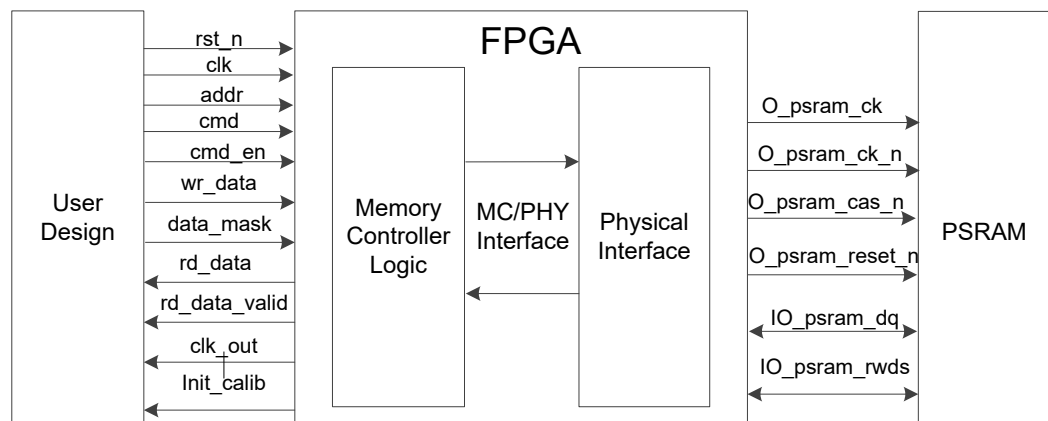 FPGA
rst_n
clk
addr
cmd
cmd_en
wr_data
data_mask
rd_data
rd_data_valid
clk_out
Init_calib
User
Design
Memory
Controller
Logic
MC/PHY
Interface
Physical
Interface
O_psram_ck
O_psram_ck_n
O_psram_cas_n
O_psram_reset_n
IO_psram_dq
IO_psram_rwds
PSRAM